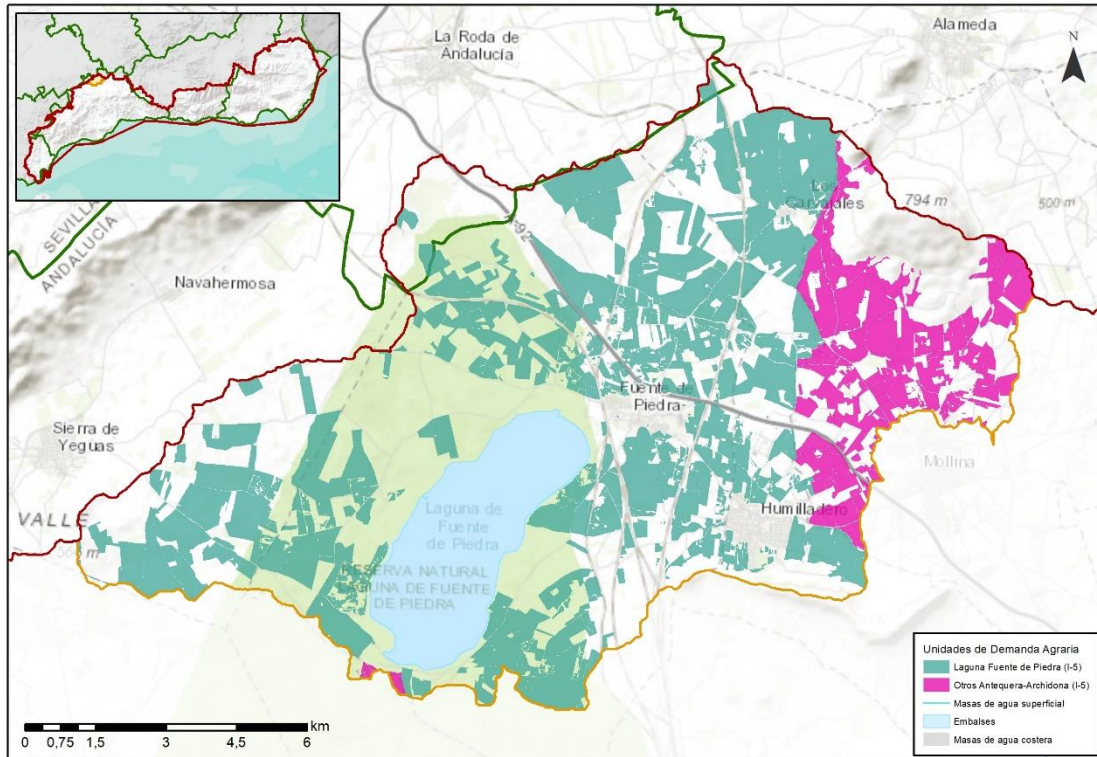 La Roda de
Andalucía
Alameda
N
Las
Carvajales
794 m
500 m
SEVILLA
ANDALUCÍA
A-92
Navahermosa
Fuente de
Piedra
Sierra de
Yeguas
Mollina
Humilladero
Laguna de
Fuente
de Piedra
VALLE
RESERVA NATURAL
LAGUNA DE FUENTE
DE PIEDRA
km
0 0,75 1,5 3 4,5 6
Unidades de Demanda Agraria
Laguna Fuente de Piedra (I-5)
Otros Antequera-Archidona (I-5)
Masas de agua superficial
Embalses
Masas de agua costera